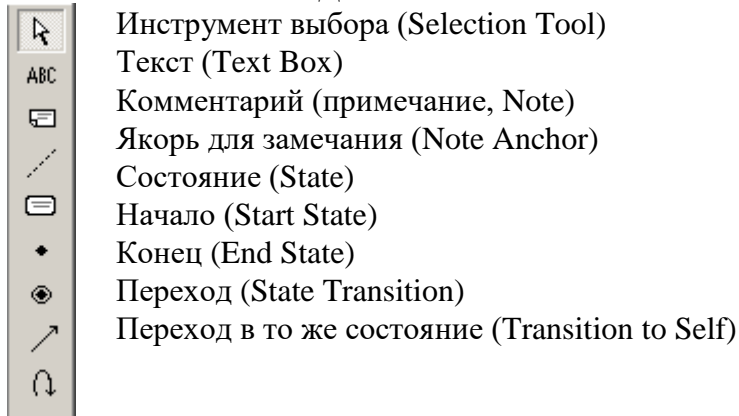 Инструмент выбора (Selection Tool)
ABC
Текст (Text Box)
Комментарий (примечание, Note)
Якорь для замечания (Note Anchor)
Состояние (State)
Начало (Start State)
Конец (End State)
Переход (State Transition)
Переход в то же состояние (Transition to Self)